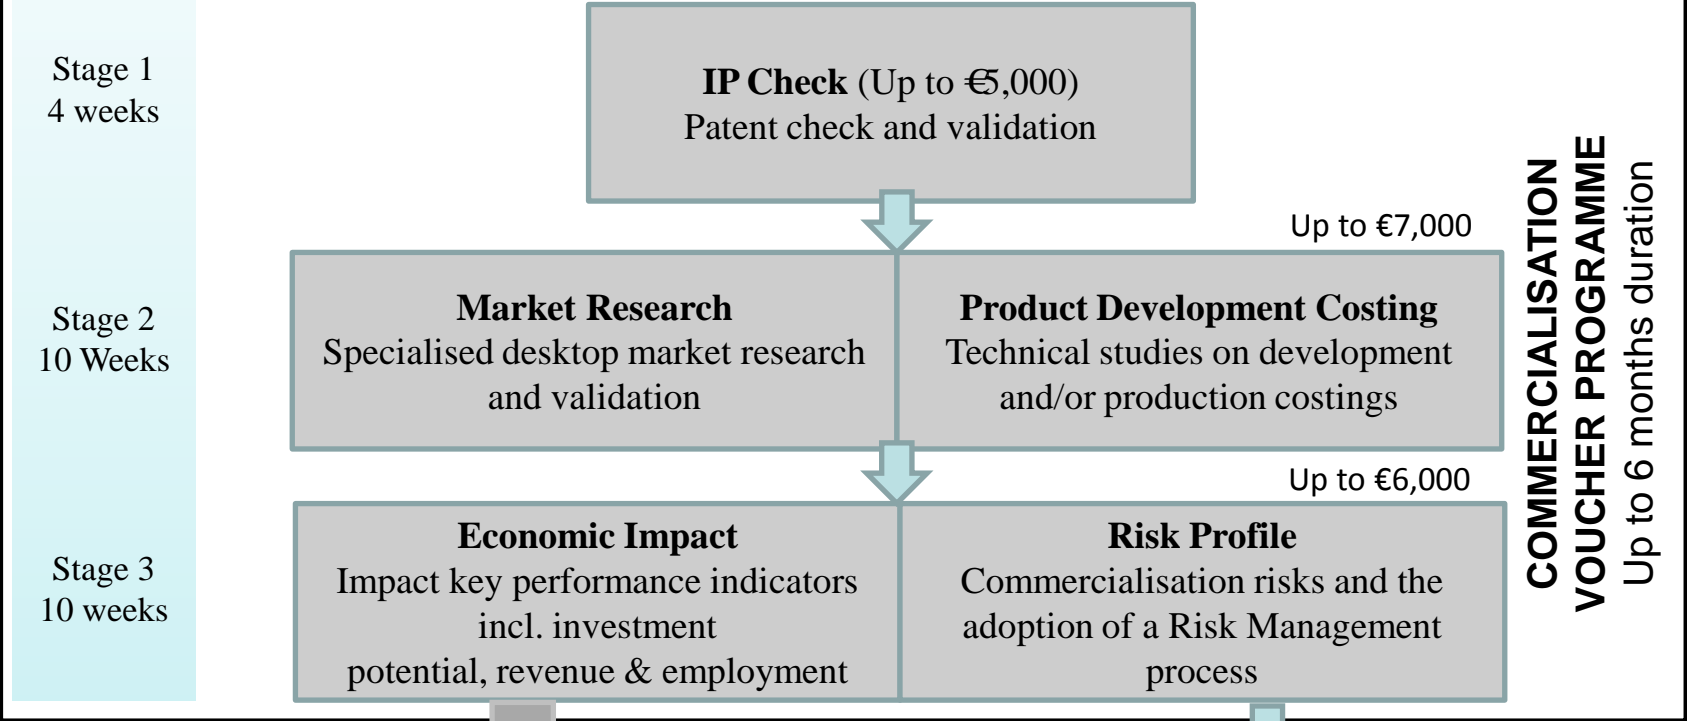 Stage 1
4 weeks
IP Check (Up to €5,000)
Patent check and validation
Up to €7,000
Stage 2
10 Weeks
Market Research
Specialised desktop market research
and validation
Product Development Costing
Technical studies on development
and/or production costings
Up to €6,000
Stage 3
10 weeks
Economic Impact
Impact key performance indicators
incl. investment
potential, revenue & employment
Risk Profile
Commercialisation risks and the
adoption of a Risk Management
process
COMMERCIALISATION
VOUCHER PROGRAMME
Up to 6 months duration